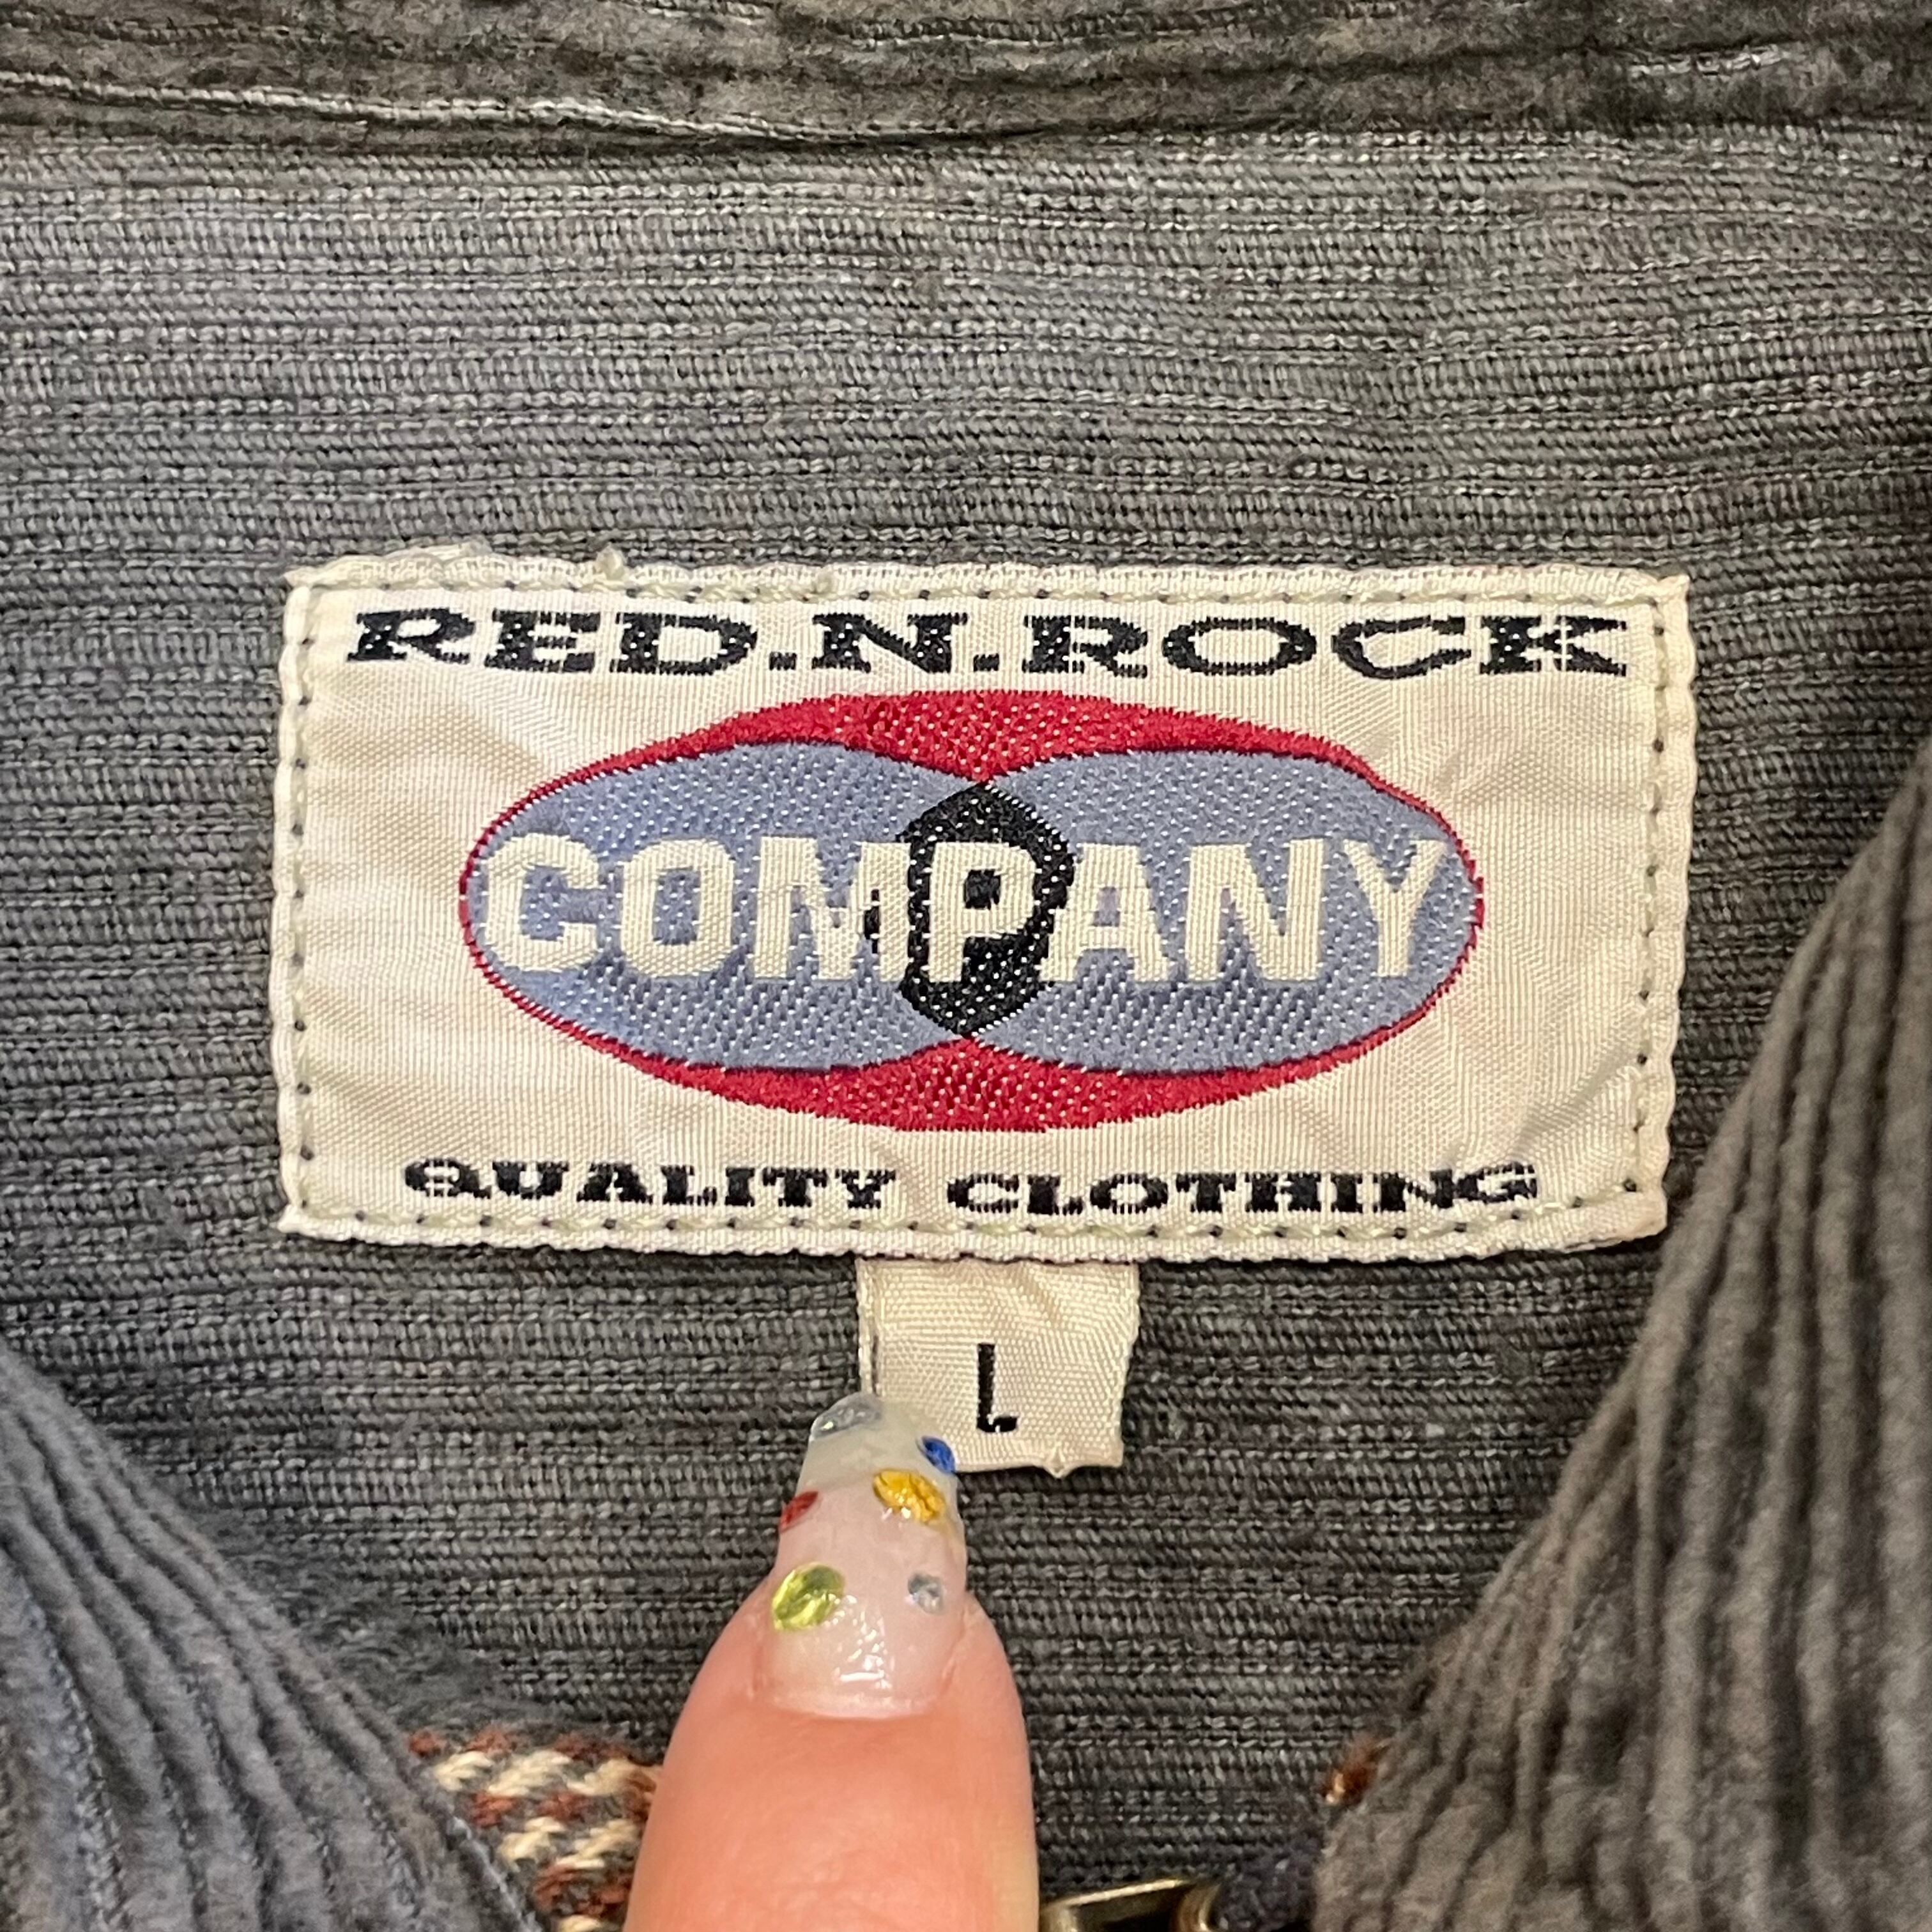 RED.N.ROCK
COMPANY
QUALITY CLOTHING
L